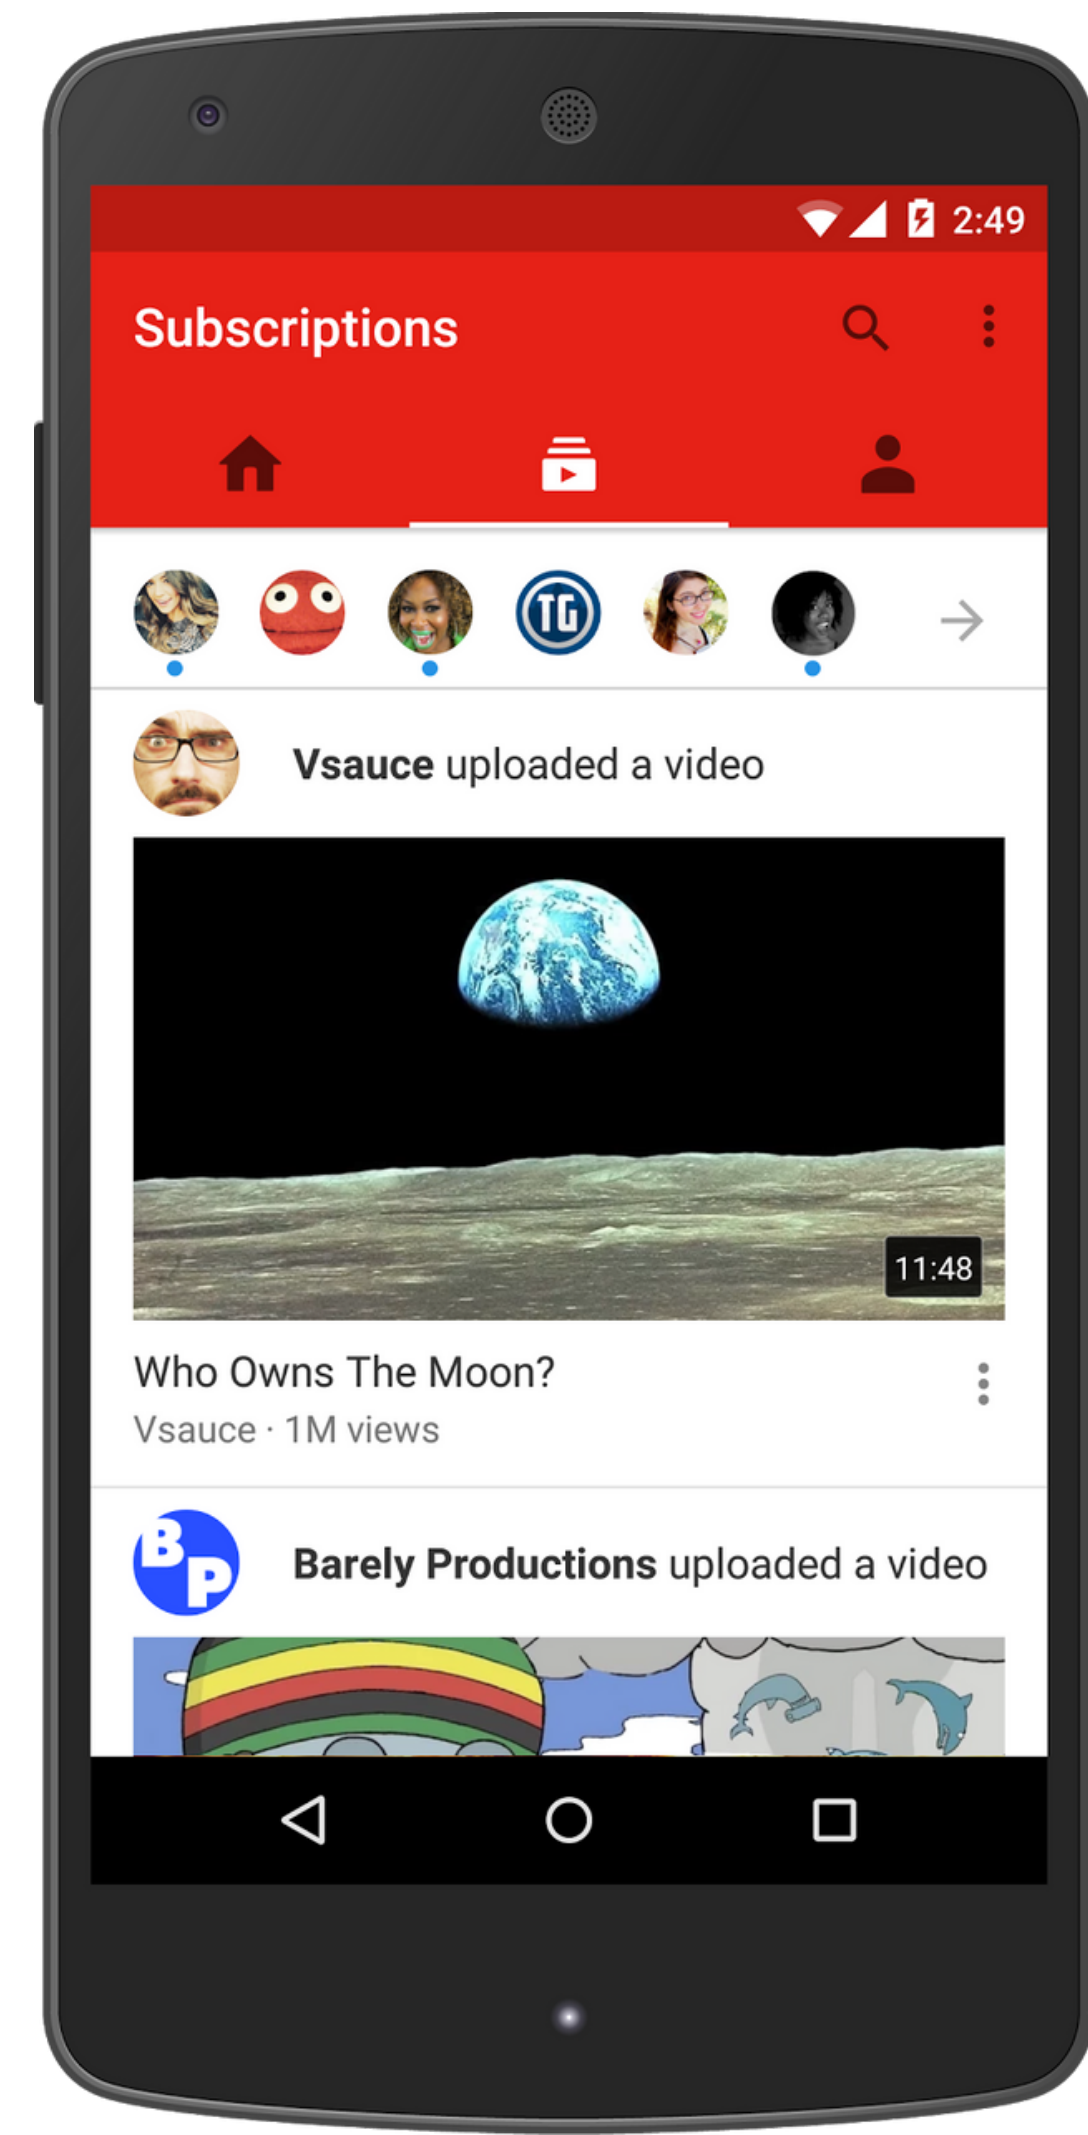 2:49
Subscriptions
TG
Vsauce uploaded a video
11:48
Who Owns The Moon?
Vsauce · 1M views
BP
Barely Productions uploaded a video